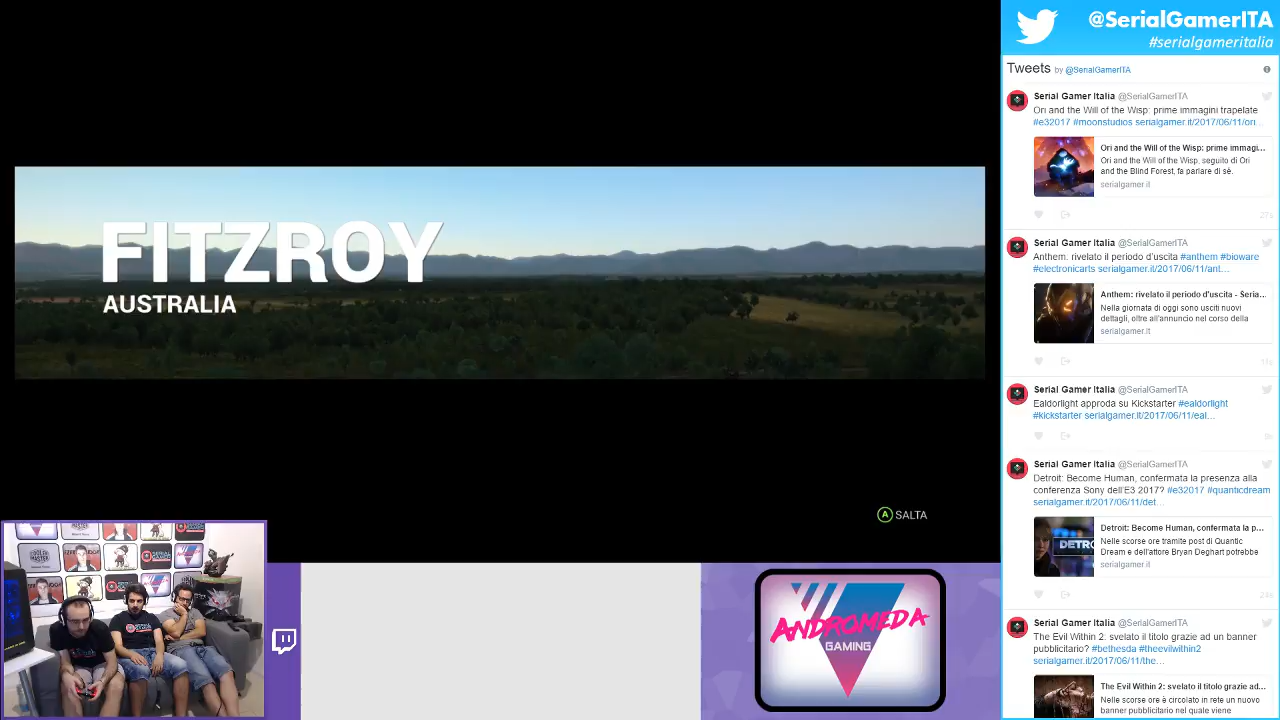 FITZROY
AUSTRALIA
A SALTA
ANDROMEDA
GAMING
@SerialGamerITA
#serialgameritalia
Tweets by @SerialGamerITA
Serial Gamer Italia @SerialGamerITA
Ori and the Will of the Wisp: prime immagini trapelate
#e32017 #moonstudios serialgamer.it/2017/06/11/ori…
Ori and the Will of the Wisp: prime immagi…
Ori and the Will of the Wisp, seguito di Ori
and the Blind Forest, fa parlare di sè.
serialgamer.it
27s
Serial Gamer Italia @SerialGamerITA
Anthem: rivelato il periodo d'uscita #anthem #bioware
#electronicarts serialgamer.it/2017/06/11/ant…
Anthem: rivelato il periodo d'uscita - Seria…
Nella giornata di oggi sono usciti nuovi
dettagli, oltre all'annuncio nel corso della
serialgamer.it
11s
Serial Gamer Italia @SerialGamerITA
Ealdorlight approda su Kickstarter #ealdorlight
#kickstarter serialgamer.it/2017/06/11/eal…
Serial Gamer Italia @SerialGamerITA
Detroit: Become Human, confermata la presenza alla
conferenza Sony dell'E3 2017? #e32017 #quanticdream
serialgamer.it/2017/06/11/det…
DETRO
Detroit: Become Human, confermata la p…
Nelle scorse ore tramite post di Quantic
Dream e dell'attore Bryan Deghart potrebbe
serialgamer.it
24s
Serial Gamer Italia @SerialGamerITA
The Evil Within 2: svelato il titolo grazie ad un banner
pubblicitario? #bethesda #theevilwithin2
serialgamer.it/2017/06/11/the…
The Evil Within 2: svelato il titolo grazie ad…
Nelle scorse ore è circolato in rete un nuovo
banner pubblicitario nel quale viene